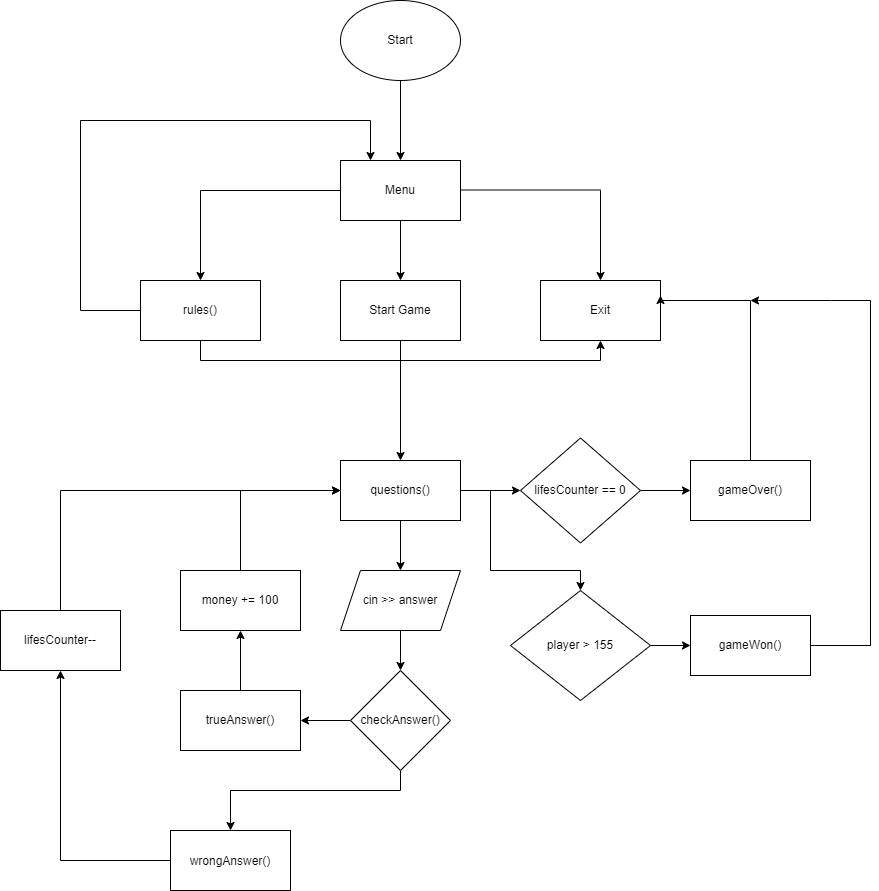 Start
Menu
rules()
Start Game
Exit
questions()
lifesCounter == 0
gameOver()
money += 100
cin >> answer
lifesCounter--
player > 155
gameWon()
trueAnswer()
checkAnswer()
wrongAnswer()